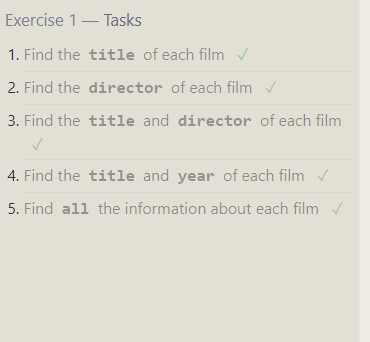 Exercise 1 — Tasks
1. Find the title of each film ✓
2. Find the director of each film ✓
3. Find the title and director of each film
✓
4. Find the title and year of each film ✓
5. Find all the information about each film ✓